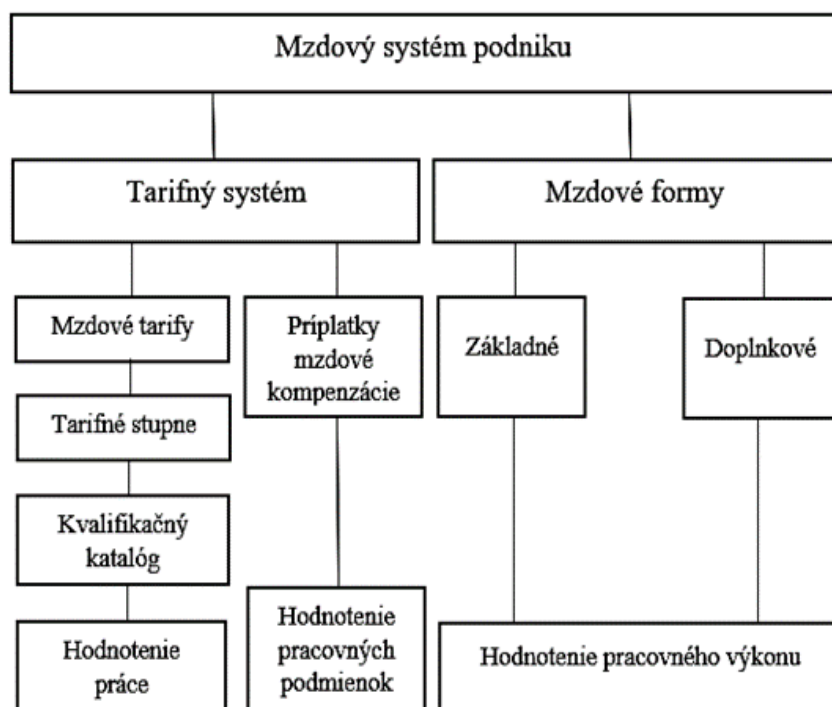 Mzdový systém podniku
Tarifný systém
Mzdové formy
Mzdové tarify
Príplatky
mzdové
kompenzácie
Základné
Doplnkové
Tarifné stupne
Kvalifikačný
katalóg
Hodnotenie
práce
Hodnotenie
pracovných
podmienok
Hodnotenie pracovného výkonu